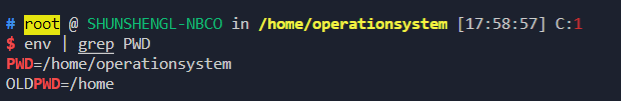 # root @ SHUNSHENGL-NBCO in /home/operationsystem [17:58:57] C:1
$ env | grep PWD
PWD=/home/operationsystem
OLDPWD=/home